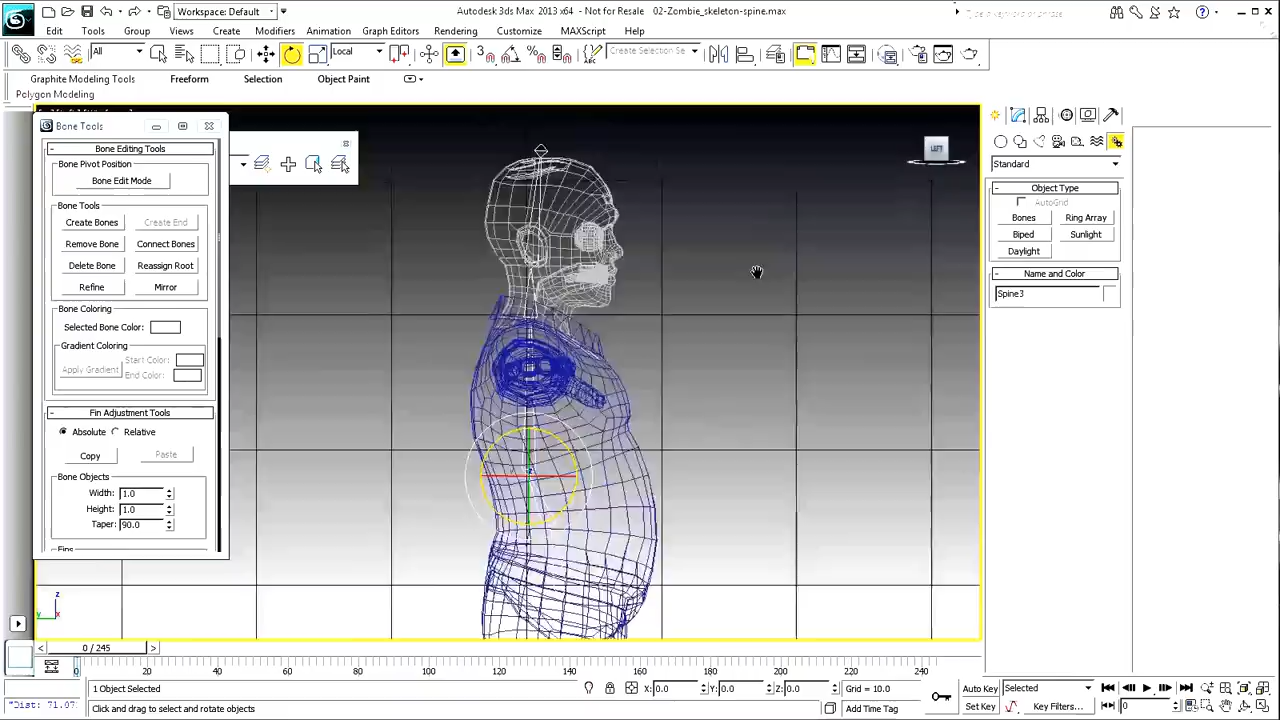 Workspace: Default
Autodesk 3ds Max 2013 x64 - Not for Resale 02-Zombie_skeleton-spine.max
Edit Tools Group Views Create Modifiers Animation Graph Editors Rendering Customize MAXScript Help
All
Local
Create Selection Se
Graphite Modeling Tools Freeform Selection Object Paint
Polygon Modeling
Bone Tools
Bone Editing Tools
Bone Pivot Position
Bone Edit Mode
Bone Tools
Create Bones Create End
Remove Bone Connect Bones
Delete Bone Reassign Root
Refine Mirror
Bone Coloring
Selected Bone Color:
Gradient Coloring
Apply Gradient
Start Color:
End Color:
Fin Adjustment Tools
Absolute Relative
Copy Paste
Bone Objects
Width: 1.0
Height: 1.0
Taper: 90.0
Fins
LEFT
Standard
Object Type
AutoGrid
Bones Ring Array
Biped Sunlight
Daylight
Name and Color
Spine3
z
y x
0 / 245
0 20 40 60 80 100 120 140 160 180 200 220 240
1 Object Selected
X: 0.0 Y: 0.0 Z: 0.0 Grid = 10.0
Auto Key Selected
"Dist: 71.07
Click and drag to select and rotate objects
Add Time Tag
Set Key Key Filters... 0